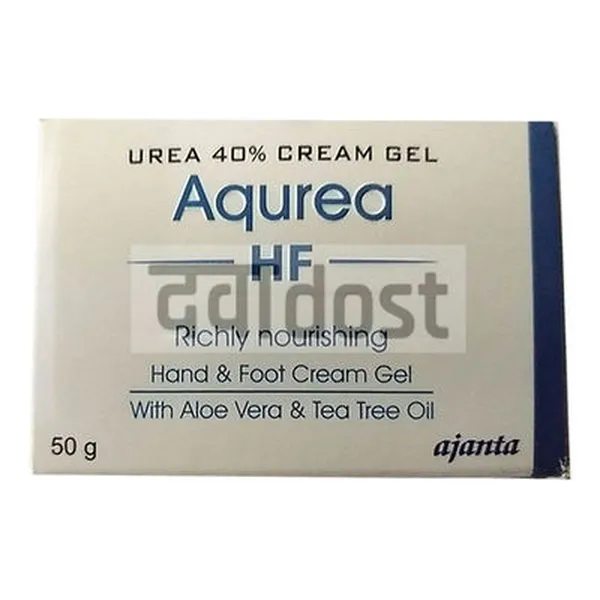 UREA 40% CREAM GEL
Aqurea
HF
दवाdost
Richly nourishing
Hand & Foot Cream Gel
With Aloe Vera & Tea Tree Oil
50 g
ajanta